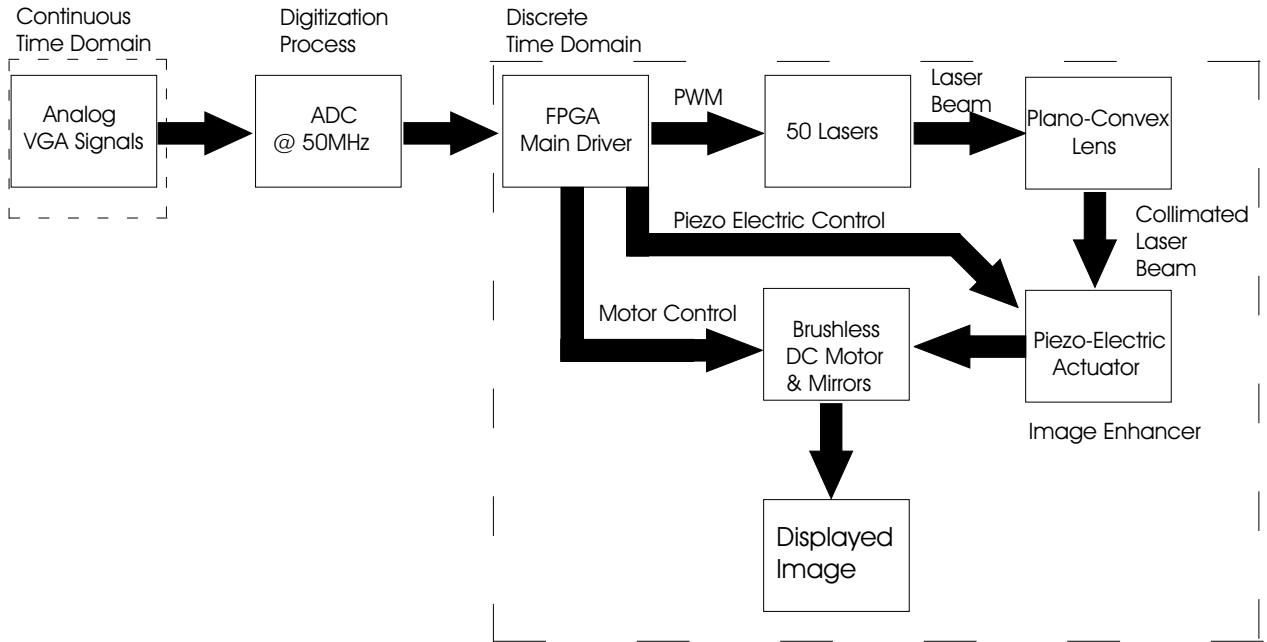 Continuous
Time Domain
Digitization
Process
Discrete
Time Domain
Analog
VGA Signals
ADC
@ 50MHz
FPGA
Main Driver
PWM
50 Lasers
Laser
Beam
Plano-Convex
Lens
Piezo Electric Control
Collimated
Laser
Beam
Motor Control
Brushless
DC Motor
& Mirrors
Piezo-Electric
Actuator
Image Enhancer
Displayed
Image